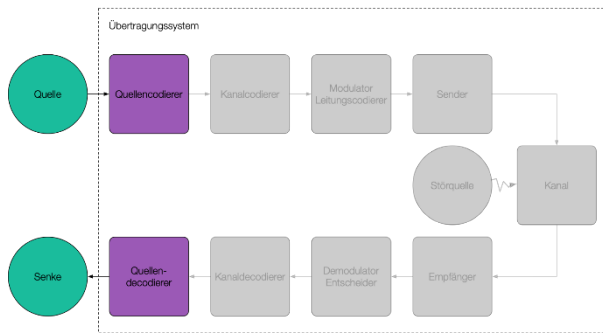 Übertragungssystem
Quelle
Quellencodierer
Kanalcodierer
Modulator
Leitungscodierer
Sender
Störquelle
Kanal
Senke
Quellen-
decodierer
Kanaldecodierer
Demodulator
Entscheider
Empfänger